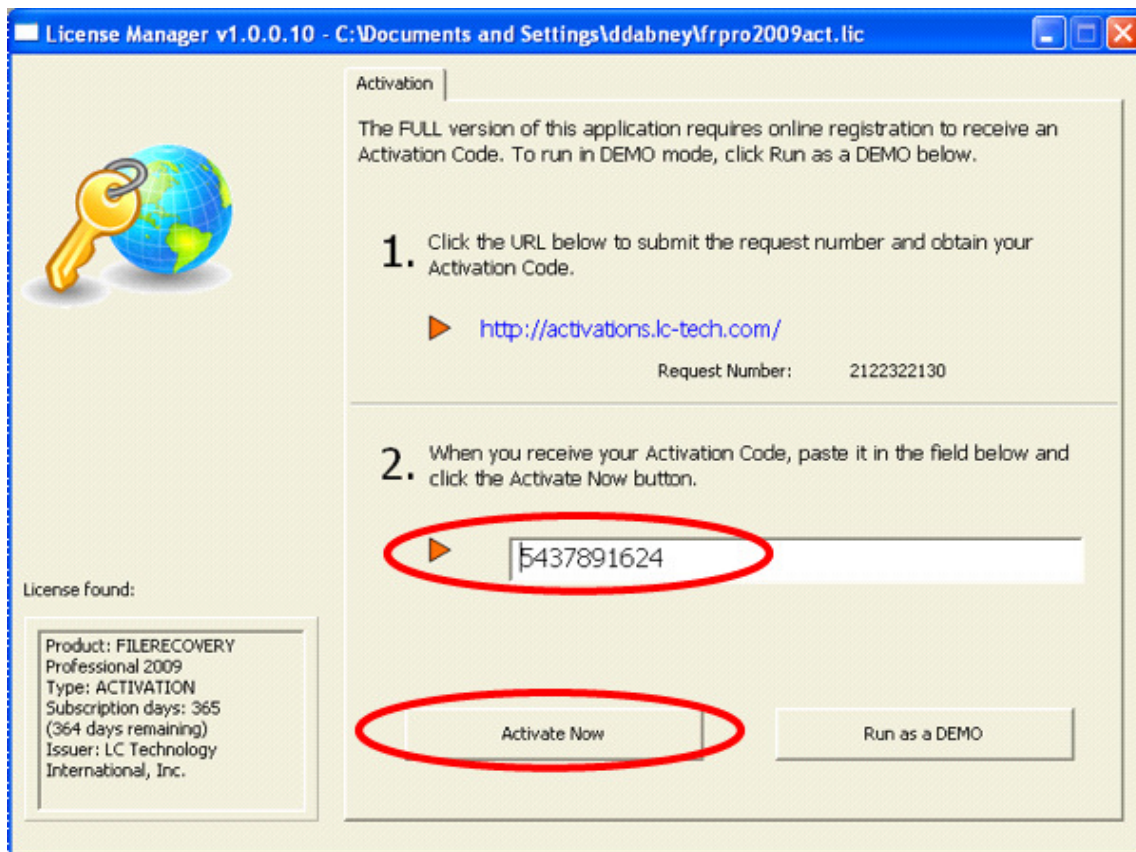 License Manager v1.0.0.10 - C:\Documents and Settings\ddabney\frpro2009act.lic
Activation
The FULL version of this application requires online registration to receive an
Activation Code. To run in DEMO mode, click Run as a DEMO below.
1. Click the URL below to submit the request number and obtain your
Activation Code.
http://activations.lc-tech.com/
Request Number: 2122322130
2. When you receive your Activation Code, paste it in the field below and
click the Activate Now button.
5437891624
License found:
Product: FILERECOVERY
Professional 2009
Type: ACTIVATION
Subscription days: 365
(364 days remaining)
Issuer: LC Technology
International, Inc.
Activate Now
Run as a DEMO